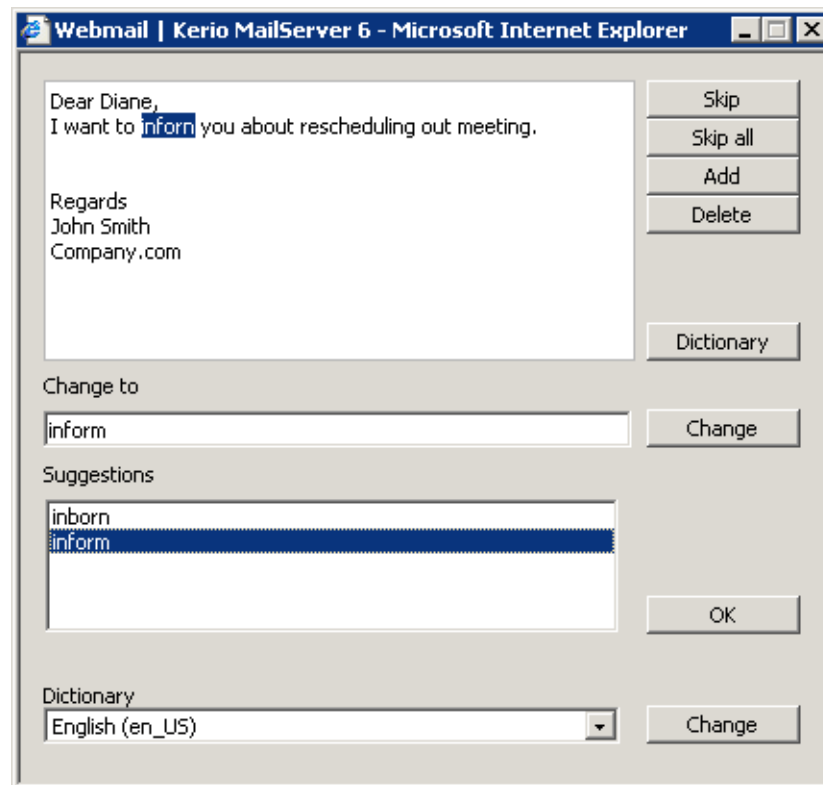 Webmail | Kerio MailServer 6 - Microsoft Internet Explorer
Dear Diane,
I want to inforn you about rescheduling out meeting.
Regards
John Smith
Company.com
Skip
Skip all
Add
Delete
Dictionary
Change to
inform
Change
Suggestions
inborn
inform
OK
Dictionary
English (en_US)
Change